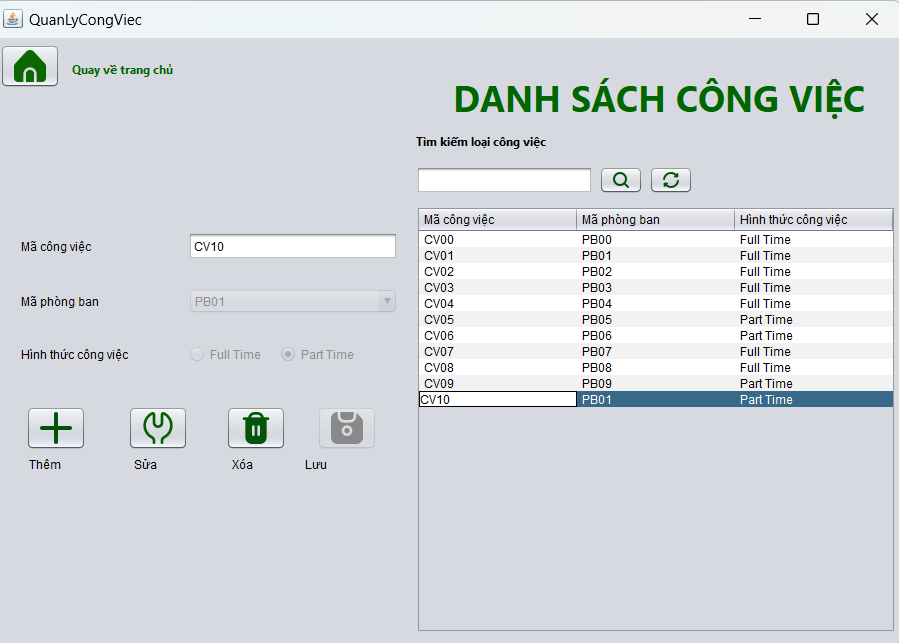 QuanLyCongViec
Quay về trang chủ
DANH SÁCH CÔNG VIỆC
Tìm kiếm loại công việc
Mã công việc Mã phòng ban Hình thức công việc
CV00 PB00 Full Time
CV01 PB01 Full Time
CV02 PB02 Full Time
CV03 PB03 Full Time
CV04 PB04 Full Time
CV05 PB05 Part Time
CV06 PB06 Part Time
CV07 PB07 Full Time
CV08 PB08 Full Time
CV09 PB09 Part Time
CV10 PB01 Part Time
Mã công việc CV10
Mã phòng ban PB01
Hình thức công việc Full Time Part Time
Thêm Sửa Xóa Lưu